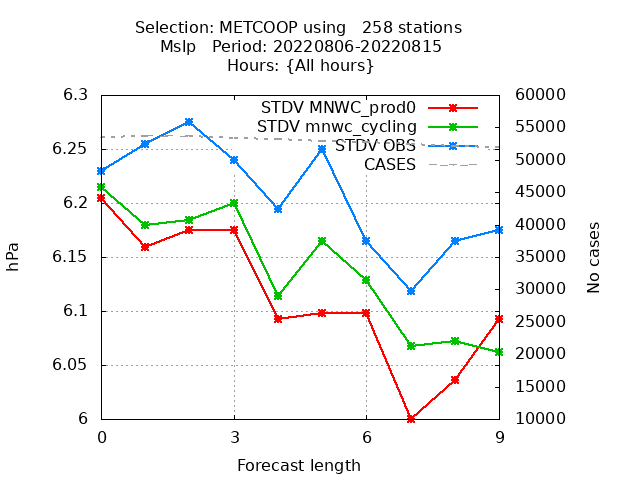 Selection: METCOOP using   258 stations
Mslp   Period: 20220806-20220815
Hours: {All hours}
6.3
6.25
6.2
6.15
6.1
6.05
6
60000
55000
50000
45000
40000
35000
30000
25000
20000
15000
10000
STDV MNWC_prod0
STDV mnwc_cycling
STDV OBS
CASES
hPa
No cases
0
3
6
9
Forecast length